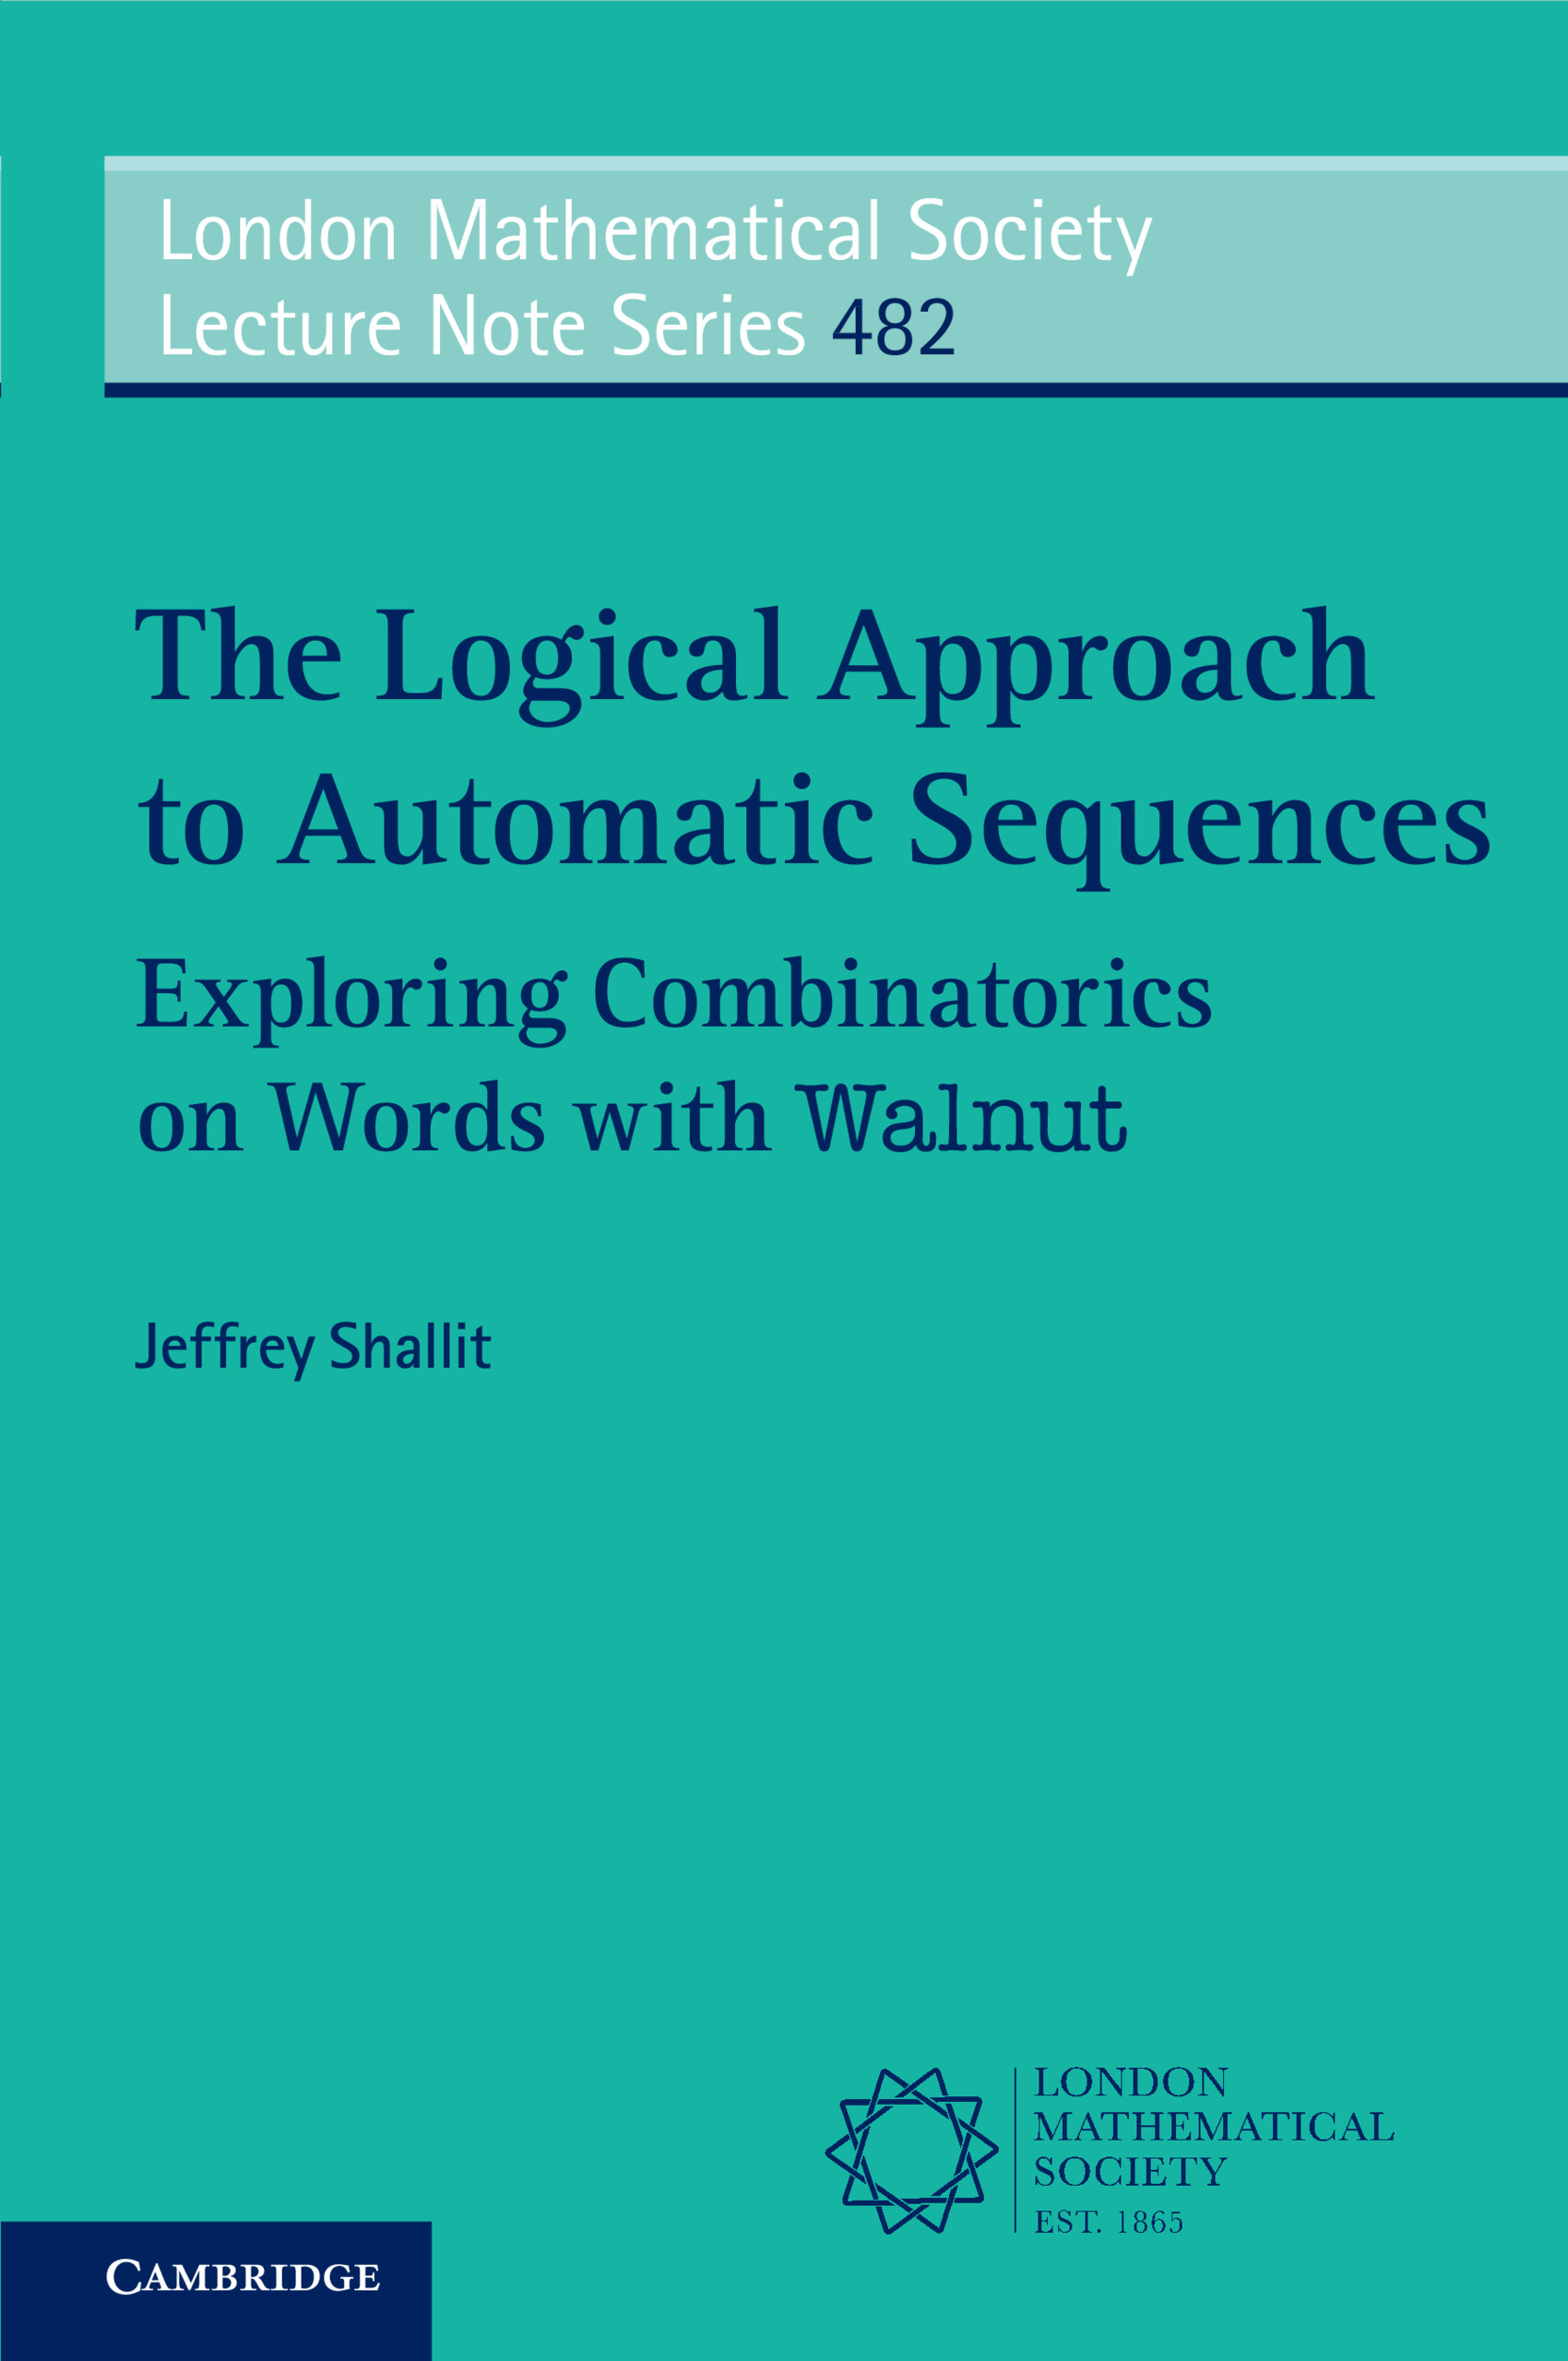 London Mathematical Society
Lecture Note Series 482
The Logical Approach
to Automatic Sequences
Exploring Combinatorics
on Words with Walnut
Jeffrey Shallit
LONDON
MATHEMATICAL
SOCIETY
EST. 1865
CAMBRIDGE